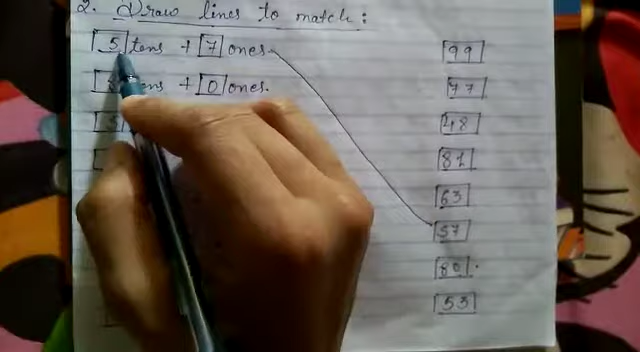 2. Draw lines to match :
5 tens + 7 ones 99
+ 0 ones. 77
48
81
63
57
80.
53